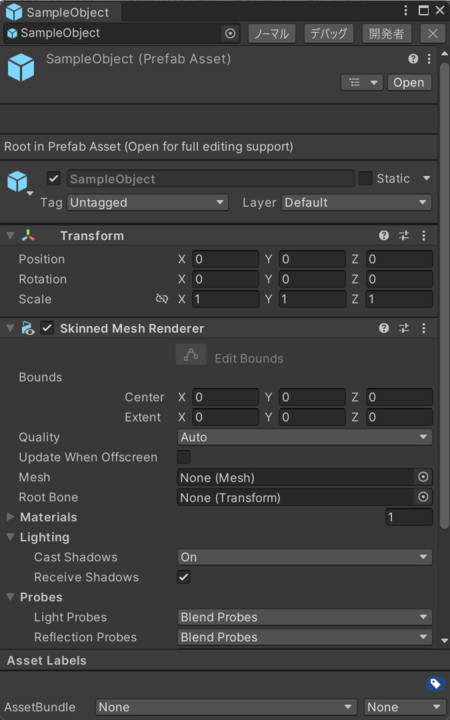 SampleObject
SampleObject ノーマル デバッグ 開発者
SampleObject (Prefab Asset)
Open
Root in Prefab Asset (Open for full editing support)
SampleObject Static
Tag Untagged Layer Default
Transform
Position X 0 Y 0 Z 0
Rotation X 0 Y 0 Z 0
Scale X 1 Y 1 Z 1
Skinned Mesh Renderer
Edit Bounds
Bounds
Center X 0 Y 0 Z 0
Extent X 0 Y 0 Z 0
Quality Auto
Update When Offscreen
Mesh None (Mesh)
Root Bone None (Transform)
Materials 1
Lighting
Cast Shadows On
Receive Shadows
Probes
Light Probes Blend Probes
Reflection Probes Blend Probes
Asset Labels
AssetBundle None None